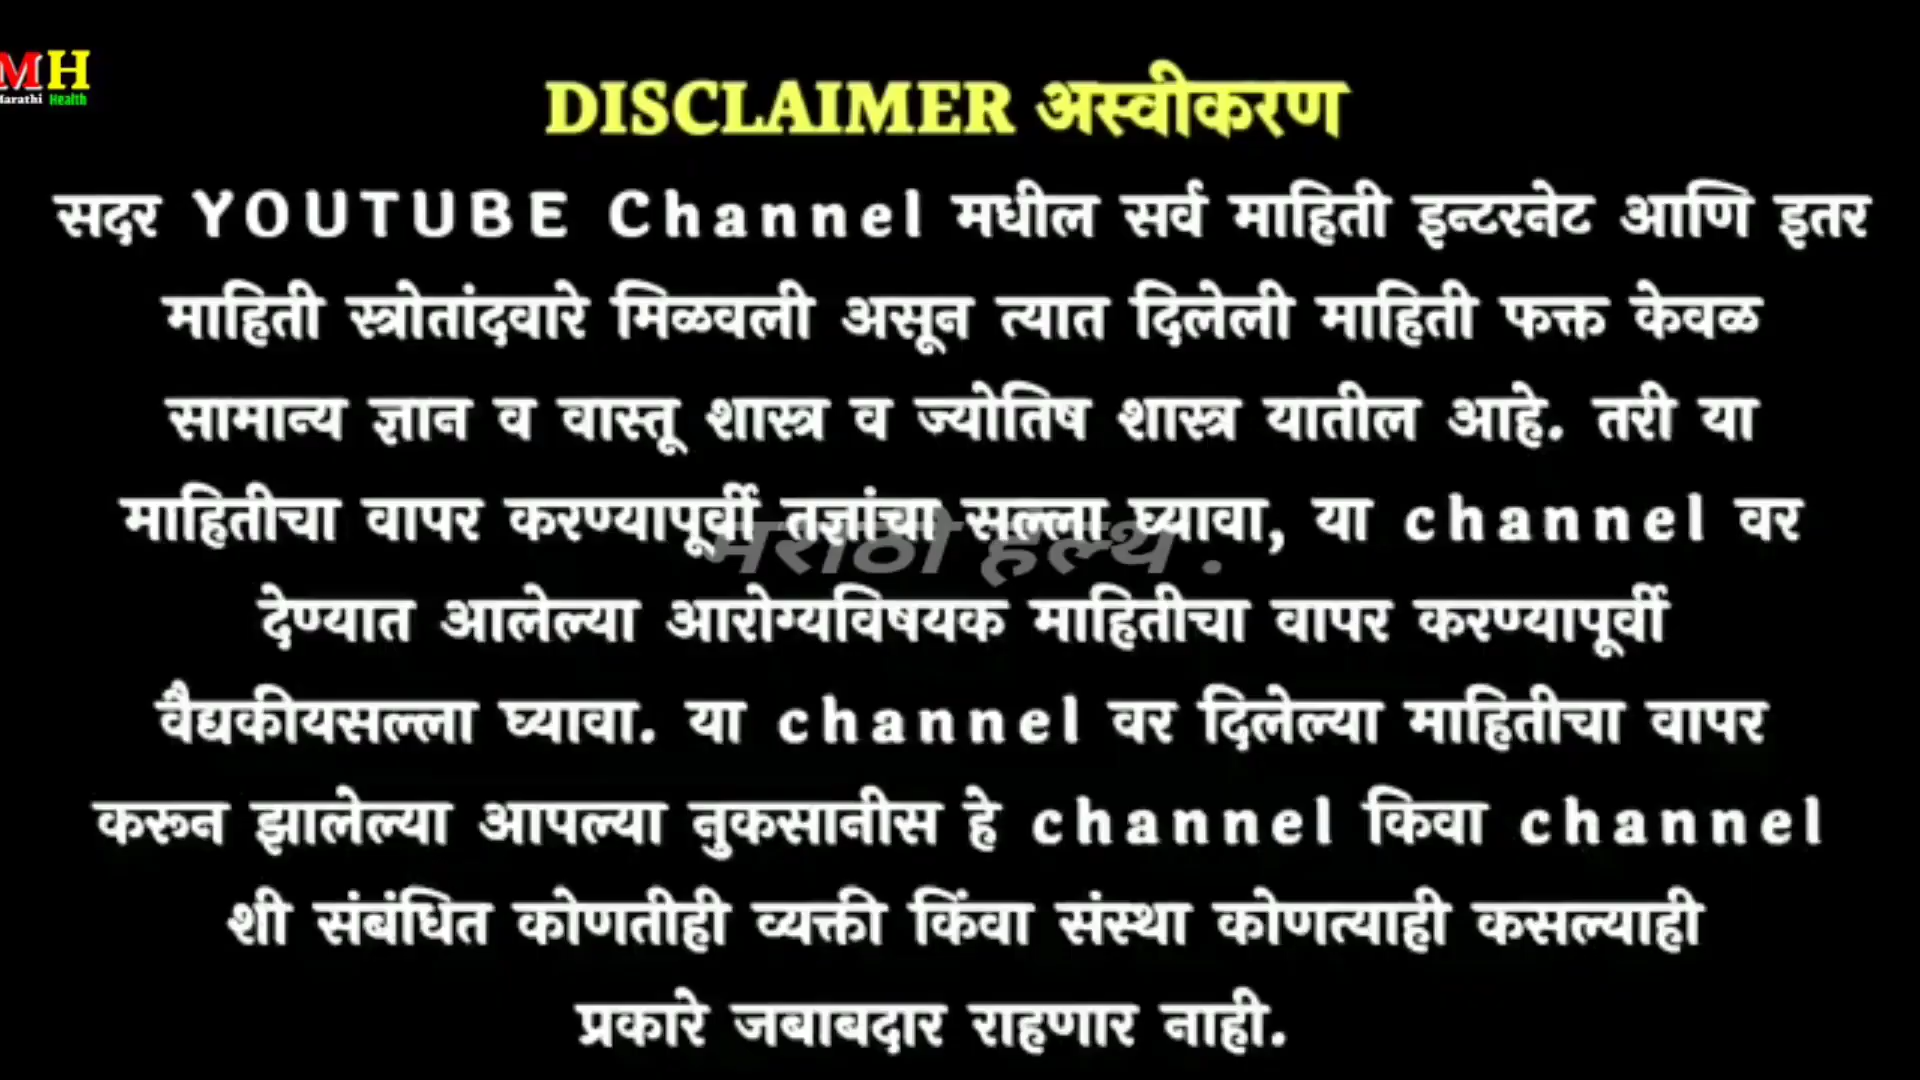 MH
Marathi Health
DISCLAIMER अस्वीकरण
सदर YOUTUBE Channel मधील सर्व माहिती इन्टरनेट आणि इतर
माहिती स्त्रोतांदवारे मिळवली असून त्यात दिलेली माहिती फक्त केवळ
सामान्य ज्ञान व वास्तू शास्त्र व ज्योतिष शास्त्र यातील आहे. तरी या
माहितीचा वापर करण्यापूर्वी तज्ञांचा सल्ला घ्यावा, या channel वर
मराठी हेल्थ .
देण्यात आलेल्या आरोग्यविषयक माहितीचा वापर करण्यापूर्वी
वैद्यकीयसल्ला घ्यावा. या channel वर दिलेल्या माहितीचा वापर
करून झालेल्या आपल्या नुकसानीस हे channel किवा channel
शी संबंधित कोणतीही व्यक्ती किंवा संस्था कोणत्याही कसल्याही
प्रकारे जबाबदार राहणार नाही.